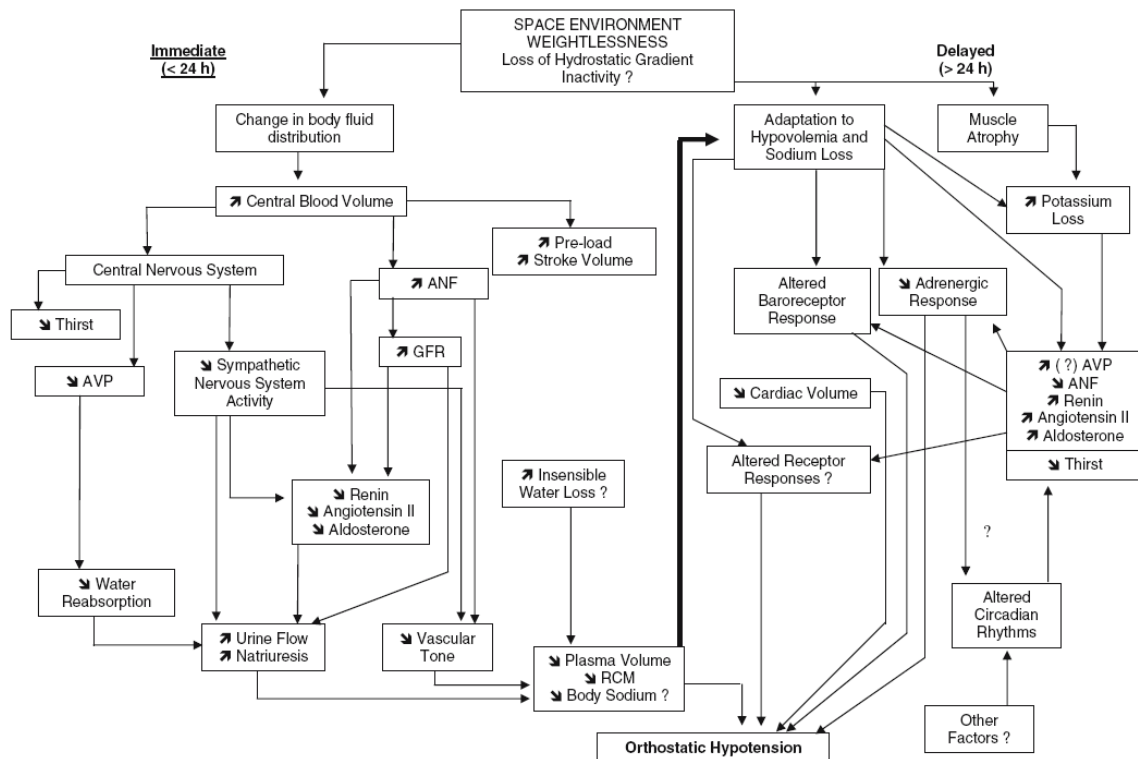 SPACE ENVIRONMENT
WEIGHTLESSNESS
Loss of Hydrostatic Gradient
Inactivity ?
Immediate
(< 24 h)
Delayed
(> 24 h)
Change in body fluid
distribution
↗ Central Blood Volume
Central Nervous System
↘ Thirst
↘ AVP
↘ Sympathetic
Nervous System
Activity
↗ ANF
↗ GFR
↗ Pre-load
↗ Stroke Volume
↘ Renin
↘ Angiotensin II
↘ Aldosterone
↘ Water
Reabsorption
↗ Urine Flow
↗ Natriuresis
↘ Vascular
Tone
↗ Insensible
Water Loss ?
↘ Plasma Volume
↘ RCM
↘ Body Sodium ?
Adaptation to
Hypovolemia and
Sodium Loss
Muscle
Atrophy
↗ Potassium
Loss
Altered
Baroreceptor
Response
↘ Adrenergic
Response
↘ Cardiac Volume
Altered Receptor
Responses ?
↗ ( ?) AVP
↘ ANF
↗ Renin
↗ Angiotensin II
↗ Aldosterone
↘ Thirst
?
Altered
Circadian
Rhythms
Other
Factors ?
Orthostatic Hypotension